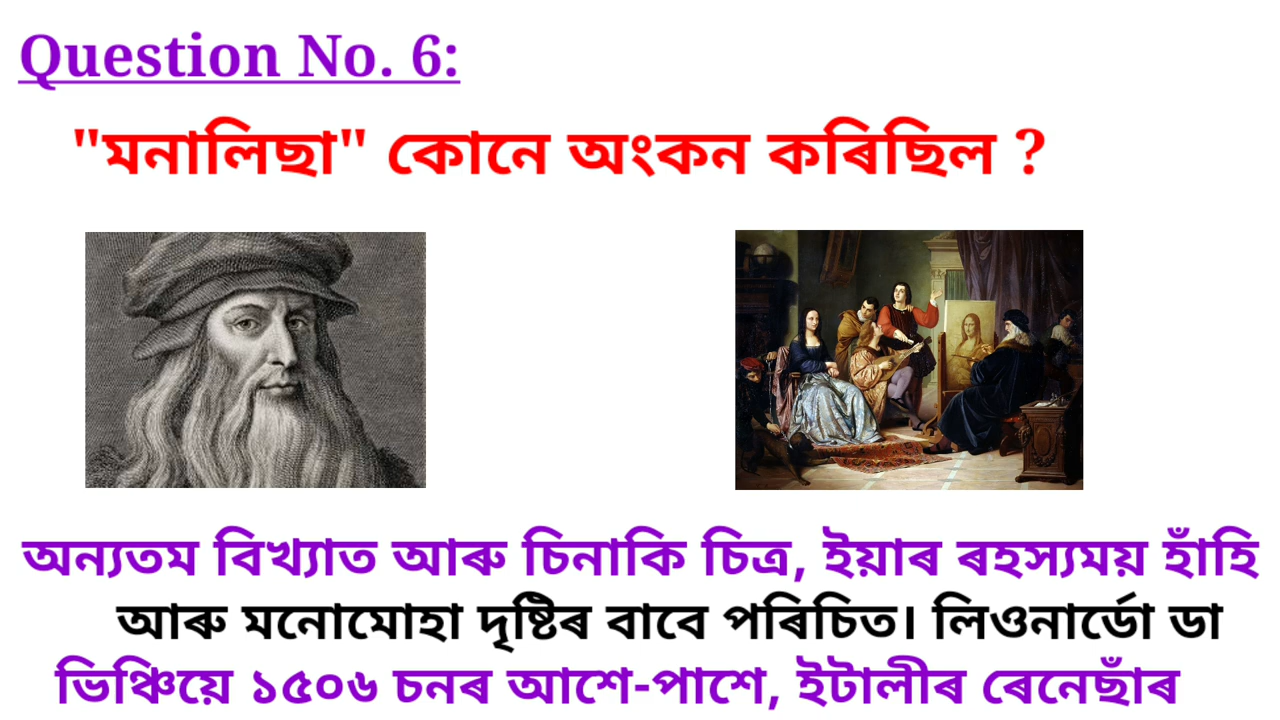 Question No. 6:
"মনালিছা" কোনে অংকন কৰিছিল ?
অন্যতম বিখ্যাত আৰু চিনাকি চিত্ৰ, ইয়াৰ ৰহস্যময় হাঁহি
আৰু মনোমোহা দৃষ্টিৰ বাবে পৰিচিত। লিওনাৰ্ডো ডা
ভিঞ্চিয়ে ১৫০৬ চনৰ আশে-পাশে, ইটালীৰ ৰেনেছাঁৰ